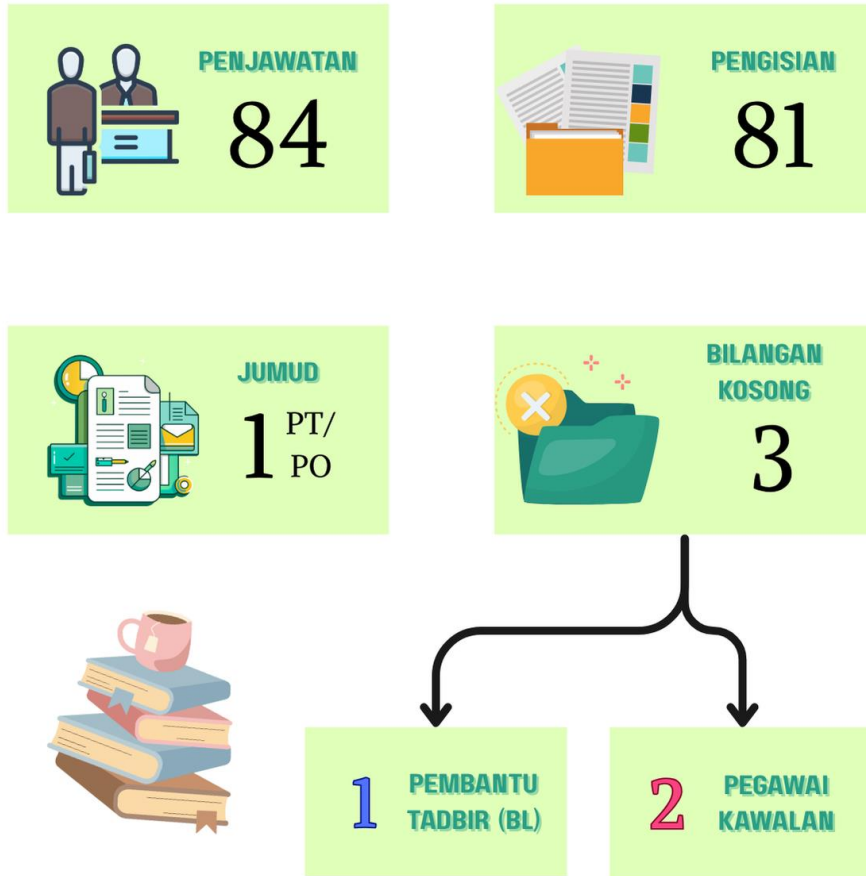 PENJAWATAN
84
PENGISIAN
81
JUMUD
1 PT/
PO
BILANGAN
KOSONG
3
1 PEMBANTU
TADBIR (BL)
2 PEGAWAI
KAWALAN